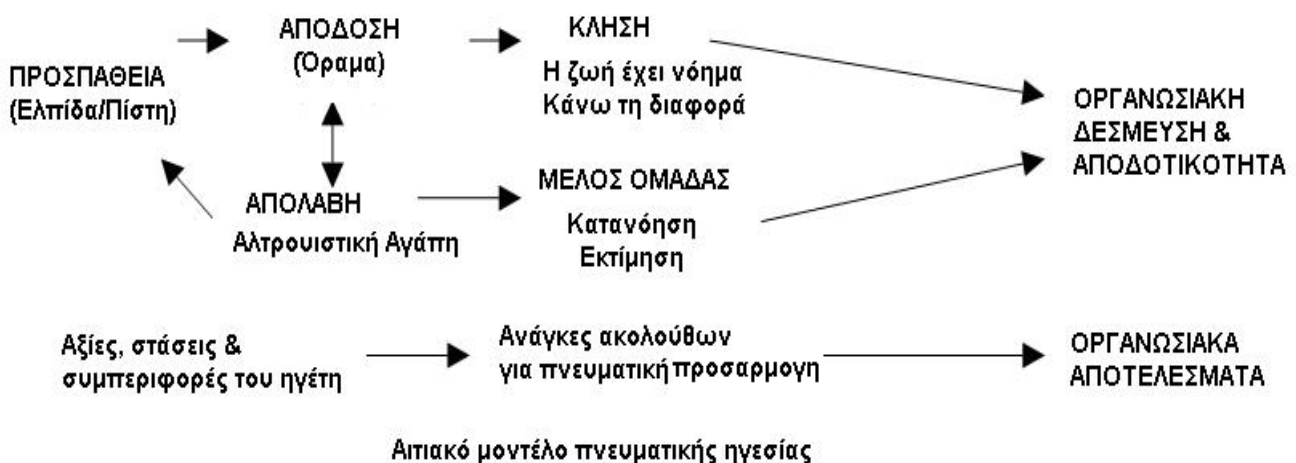 ΠΡΟΣΠΑΘΕΙΑ
(Ελπίδα/Πίστη)
ΑΠΟΔΟΣΗ
(Όραμα)
ΑΠΟΛΑΒΗ
Αλτρουιστική Αγάπη
ΚΛΗΣΗ
Η ζωή έχει νόημα
Κάνω τη διαφορά
ΜΕΛΟΣ ΟΜΑΔΑΣ
Κατανόηση
Εκτίμηση
ΟΡΓΑΝΩΣΙΑΚΗ
ΔΕΣΜΕΥΣΗ &
ΑΠΟΔΟΤΙΚΟΤΗΤΑ
Αξίες, στάσεις &
συμπεριφορές του ηγέτη
Ανάγκες ακολούθων
για πνευματική προσαρμογη
ΟΡΓΑΝΩΣΙΑΚΑ
ΑΠΟΤΕΛΕΣΜΑΤΑ
Αιτιακό μοντέλο πνευματικής ηγεσίας